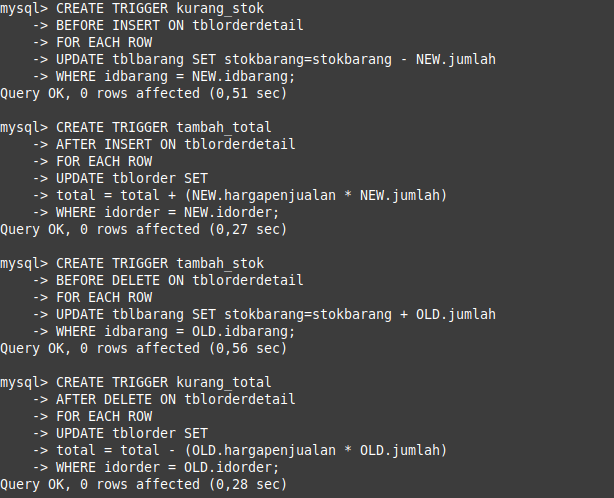 mysql> CREATE TRIGGER kurang_stok
    -> BEFORE INSERT ON tblorderdetail
    -> FOR EACH ROW
    -> UPDATE tblbarang SET stokbarang=stokbarang - NEW.jumlah
    -> WHERE idbarang = NEW.idbarang;
Query OK, 0 rows affected (0,51 sec)

mysql> CREATE TRIGGER tambah_total
    -> AFTER INSERT ON tblorderdetail
    -> FOR EACH ROW
    -> UPDATE tblorder SET
    -> total = total + (NEW.hargapenjualan * NEW.jumlah)
    -> WHERE idorder = NEW.idorder;
Query OK, 0 rows affected (0,27 sec)

mysql> CREATE TRIGGER tambah_stok
    -> BEFORE DELETE ON tblorderdetail
    -> FOR EACH ROW
    -> UPDATE tblbarang SET stokbarang=stokbarang + OLD.jumlah
    -> WHERE idbarang = OLD.idbarang;
Query OK, 0 rows affected (0,56 sec)

mysql> CREATE TRIGGER kurang_total
    -> AFTER DELETE ON tblorderdetail
    -> FOR EACH ROW
    -> UPDATE tblorder SET
    -> total = total - (OLD.hargapenjualan * OLD.jumlah)
    -> WHERE idorder = OLD.idorder;
Query OK, 0 rows affected (0,28 sec)